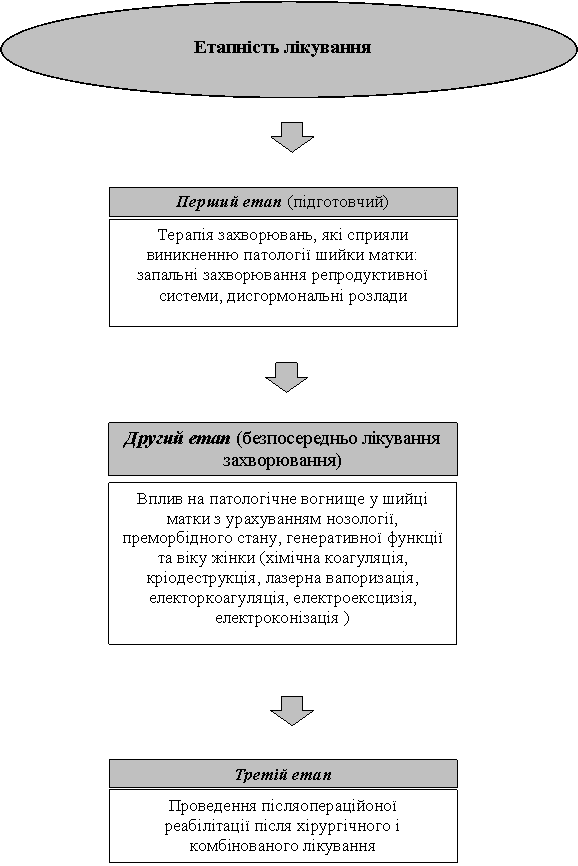 Етапність лікування
Перший етап (підготовчий)
Терапія захворювань, які сприяли
виникненню патології шийки матки:
запальні захворювання репродуктивної
системи, дисгормональні розлади
Другий етап (безпосередньо лікування
захворювання)
Вплив на патологічне вогнище у шийці
матки з урахуванням нозології,
преморбідного стану, генеративної функції
та віку жінки (хімічна коагуляція,
кріодеструкція, лазерна вапоризація,
електоркоагуляція, електроексцизія,
електроконізація )
Третій етап
Проведення післяопераційоної
реабілітації після хірургічного і
комбінованого лікування